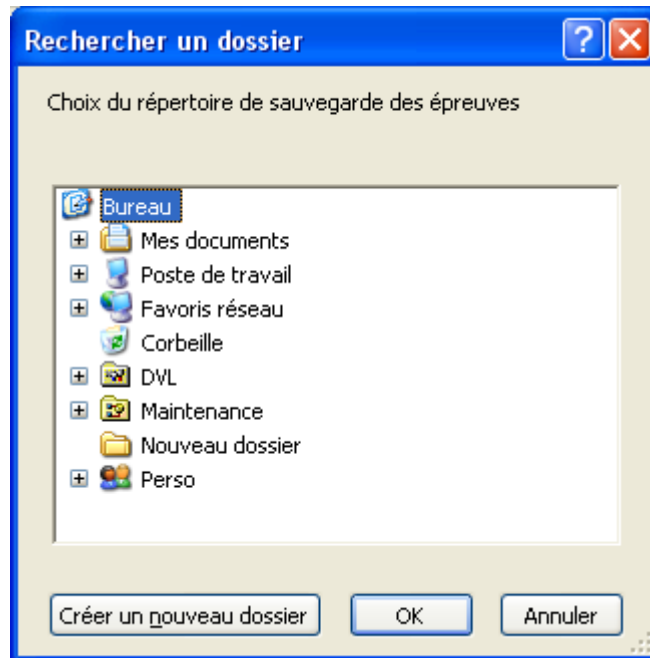 Rechercher un dossier
Choix du répertoire de sauvegarde des épreuves
Bureau
Mes documents
Poste de travail
Favoris réseau
Corbeille
DVL
Maintenance
Nouveau dossier
Perso
Créer un nouveau dossier OK Annuler